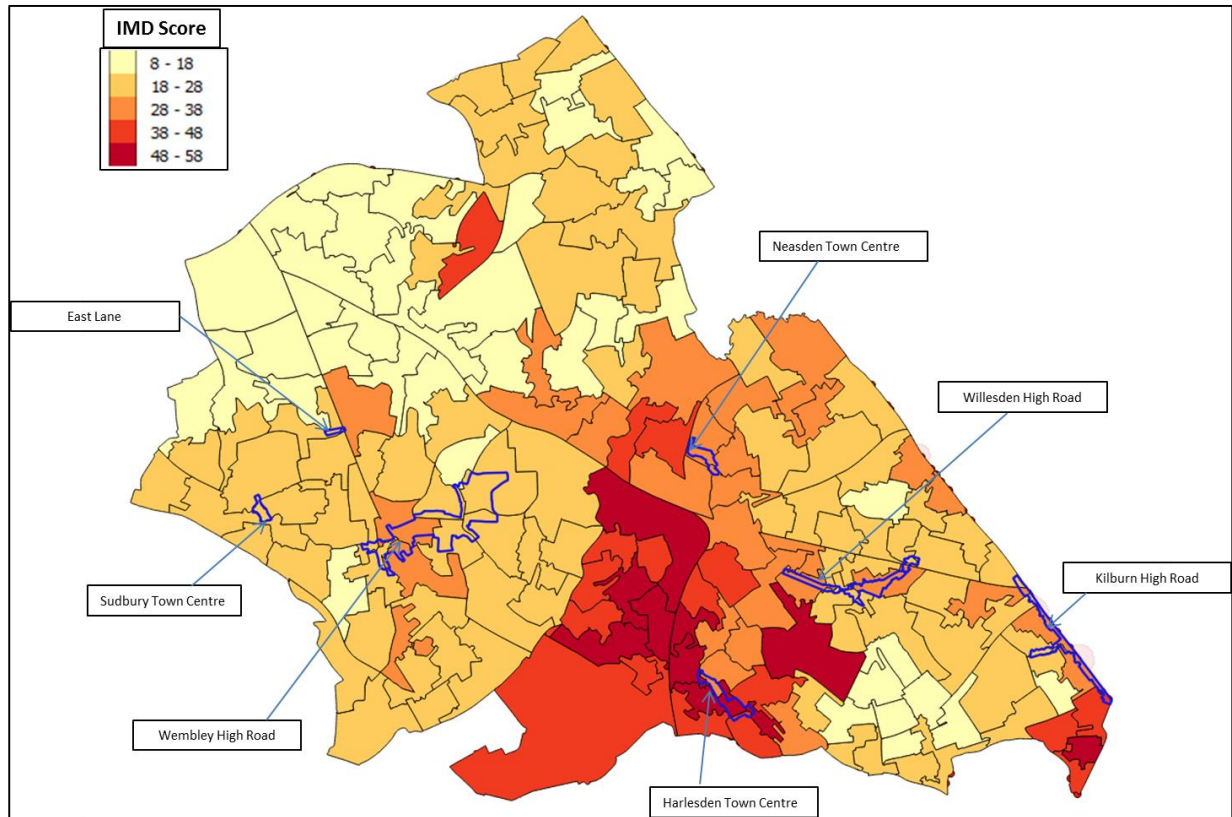 IMD Score
8 - 18
18 - 28
28 - 38
38 - 48
48 - 58
Neasden Town Centre
East Lane
Willesden High Road
Kilburn High Road
Sudbury Town Centre
Wembley High Road
Harlesden Town Centre